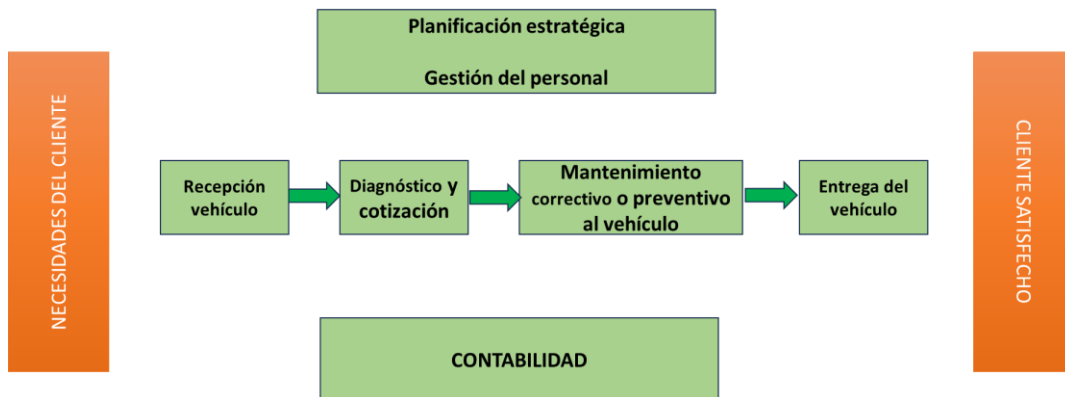 Planificación estratégica
Gestión del personal
NECESIDADES DEL CLIENTE
Recepción
vehículo
Diagnóstico y
cotización
Mantenimiento
correctivo o preventivo
al vehículo
Entrega del
vehículo
CLIENTE SATISFECHO
CONTABILIDAD